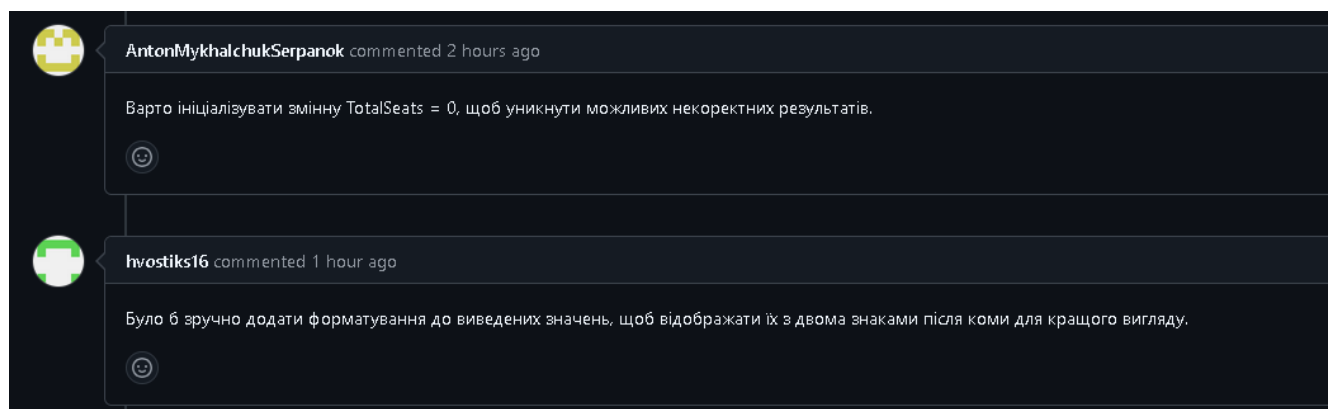 AntonMykhalchukSerpanok commented 2 hours ago
Варто ініціалізувати змінну TotalSeats = 0, щоб уникнути можливих некоректних результатів.
hvostiks16 commented 1 hour ago
Було б зручно додати форматування до виведених значень, щоб відображати їх з двома знаками після коми для кращого вигляду.